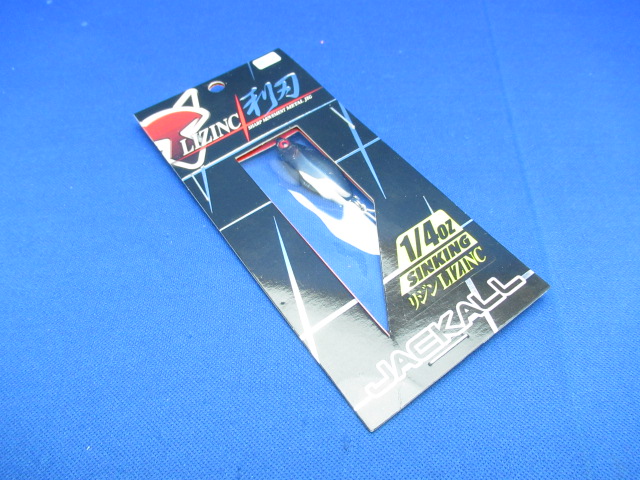 LIZINC 利刃
SHARP MOVEMENT METAL JIG
1/4OZ
SINKING
リジン LIZINC
JACKALL